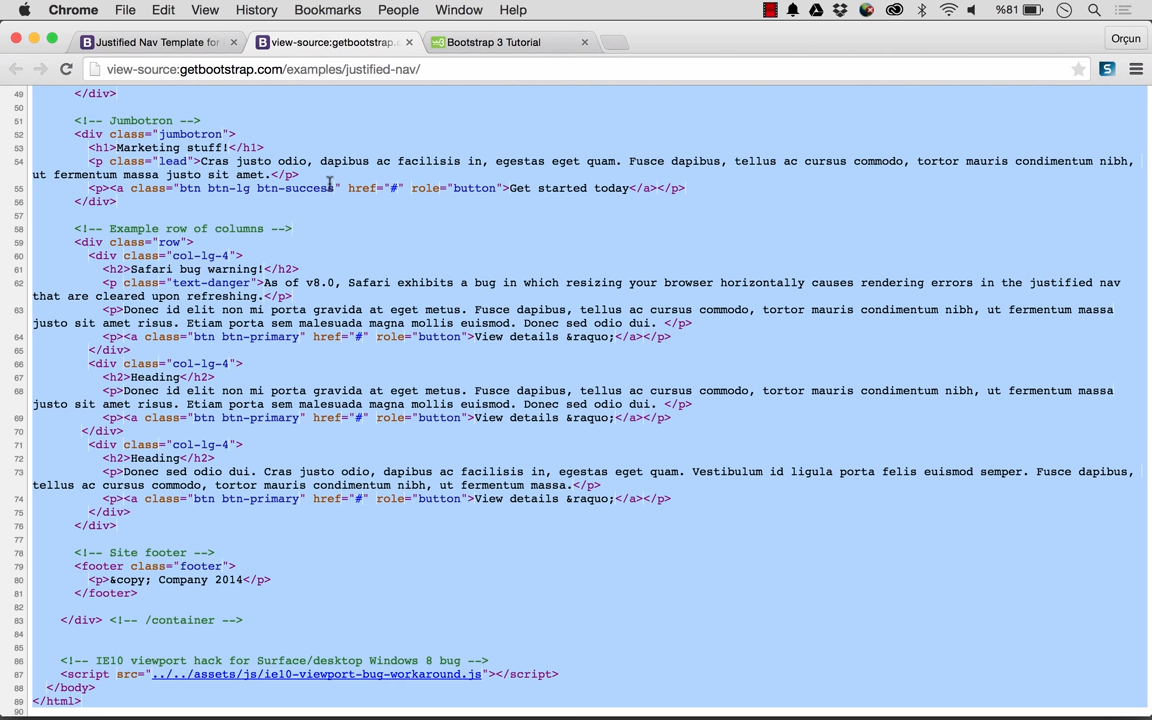 Chrome File Edit View History Bookmarks People Window Help %81
Justified Nav Template for view-source:getbootstrap.c Bootstrap 3 Tutorial Orçun
view-source:getbootstrap.com/examples/justified-nav/
49 </div>
50
51 <!-- Jumbotron -->
52 <div class="jumbotron">
53 <h1>Marketing stuff!</h1>
54 <p class="lead">Cras justo odio, dapibus ac facilisis in, egestas eget quam. Fusce dapibus, tellus ac cursus commodo, tortor mauris condimentum nibh,
ut fermentum massa justo sit amet.</p>
55 <p><a class="btn btn-lg btn-success" href="#" role="button">Get started today</a></p>
56 </div>
57
58 <!-- Example row of columns -->
59 <div class="row">
60 <div class="col-lg-4">
61 <h2>Safari bug warning!</h2>
62 <p class="text-danger">As of v8.0, Safari exhibits a bug in which resizing your browser horizontally causes rendering errors in the justified nav
that are cleared upon refreshing.</p>
63 <p>Donec id elit non mi porta gravida at eget metus. Fusce dapibus, tellus ac cursus commodo, tortor mauris condimentum nibh, ut fermentum massa
justo sit amet risus. Etiam porta sem malesuada magna mollis euismod. Donec sed odio dui. </p>
64 <p><a class="btn btn-primary" href="#" role="button">View details &raquo;</a></p>
65 </div>
66 <div class="col-lg-4">
67 <h2>Heading</h2>
68 <p>Donec id elit non mi porta gravida at eget metus. Fusce dapibus, tellus ac cursus commodo, tortor mauris condimentum nibh, ut fermentum massa
justo sit amet risus. Etiam porta sem malesuada magna mollis euismod. Donec sed odio dui. </p>
69 <p><a class="btn btn-primary" href="#" role="button">View details &raquo;</a></p>
70 </div>
71 <div class="col-lg-4">
72 <h2>Heading</h2>
73 <p>Donec sed odio dui. Cras justo odio, dapibus ac facilisis in, egestas eget quam. Vestibulum id ligula porta felis euismod semper. Fusce dapibus,
tellus ac cursus commodo, tortor mauris condimentum nibh, ut fermentum massa.</p>
74 <p><a class="btn btn-primary" href="#" role="button">View details &raquo;</a></p>
75 </div>
76 </div>
77
78 <!-- Site footer -->
79 <footer class="footer">
80 <p>&copy; Company 2014</p>
81 </footer>
82
83 </div> <!-- /container -->
84
85
86 <!-- IE10 viewport hack for Surface/desktop Windows 8 bug -->
87 <script src="../../assets/js/ie10-viewport-bug-workaround.js"></script>
88 </body>
89 </html>
90